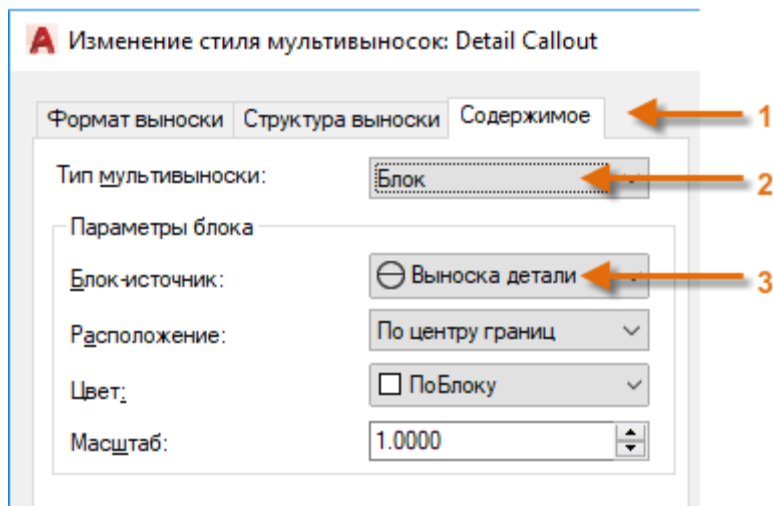 Изменение стиля мультивыносок: Detail Callout
Формат выноски Структура выноски Содержимое 1
Тип мультивыноски: Блок 2
Параметры блока
Блок-источник: Выноска детали 3
Расположение: По центру границ
Цвет: ПоБлоку
Масштаб: 1.0000